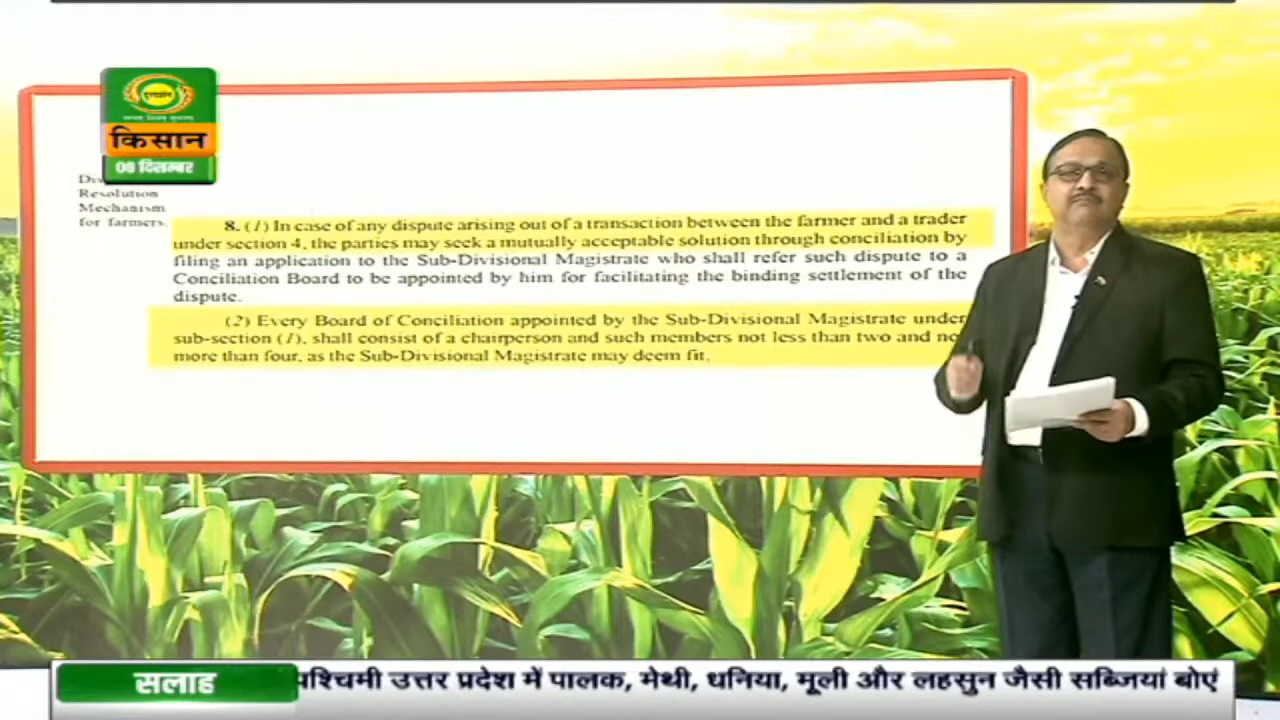 किसान
08 दिसम्बर
Resolution
Mechanism
for farmers.
8. (1) In case of any dispute arising out of a transaction between the farmer and a trader
under section 4, the parties may seek a mutually acceptable solution through conciliation by
filing an application to the Sub-Divisional Magistrate who shall refer such dispute to a
Conciliation Board to be appointed by him for facilitating the binding settlement of the
dispute.
(2) Every Board of Conciliation appointed by the Sub-Divisional Magistrate under
sub-section (1), shall consist of a chairperson and such members not less than two and not
more than four, as the Sub-Divisional Magistrate may deem fit.
सलाह
पश्चिमी उत्तर प्रदेश में पालक, मेथी, धनिया, मूली और लहसुन जैसी सब्जियां बोएं